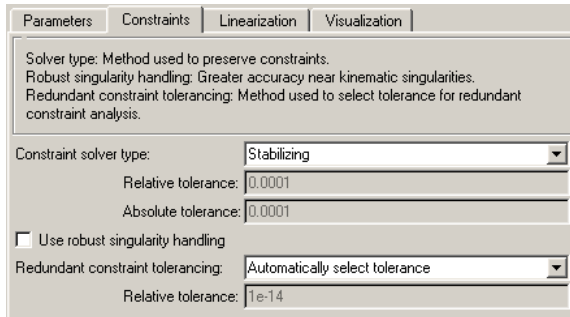 Parameters Constraints Linearization Visualization
Solver type: Method used to preserve constraints.
Robust singularity handling: Greater accuracy near kinematic singularities.
Redundant constraint tolerancing: Method used to select tolerance for redundant
constraint analysis.
Constraint solver type: Stabilizing
Relative tolerance: 0.0001
Absolute tolerance: 0.0001
Use robust singularity handling
Redundant constraint tolerancing: Automatically select tolerance
Relative tolerance: 1e-14